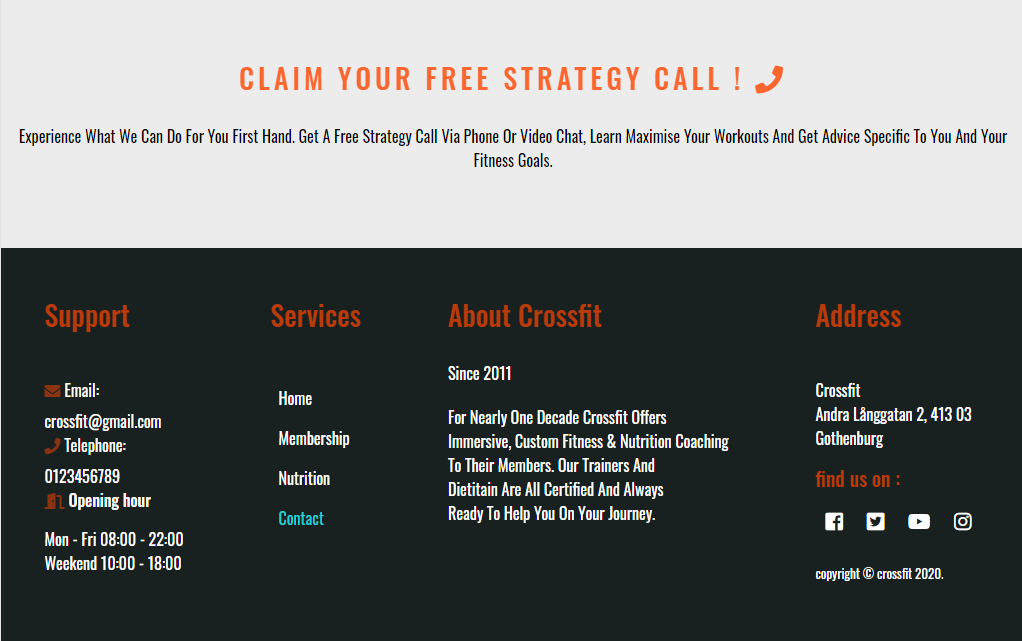 CLAIM YOUR FREE STRATEGY CALL !
Experience What We Can Do For You First Hand. Get A Free Strategy Call Via Phone Or Video Chat, Learn Maximise Your Workouts And Get Advice Specific To You And Your
Fitness Goals.
Support
Email:
crossfit@gmail.com
Telephone:
0123456789
Opening hour
Mon - Fri 08:00 - 22:00
Weekend 10:00 - 18:00
Services
Home
Membership
Nutrition
Contact
About Crossfit
Since 2011
For Nearly One Decade Crossfit Offers
Immersive, Custom Fitness & Nutrition Coaching
To Their Members. Our Trainers And
Dietitain Are All Certified And Always
Ready To Help You On Your Journey.
Address
Crossfit
Andra Långgatan 2, 413 03
Gothenburg
find us on :
copyright © crossfit 2020.